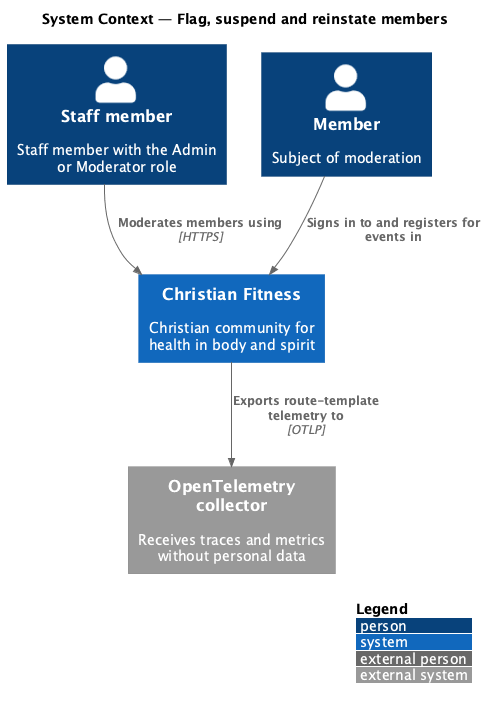 System Context — Flag, suspend and reinstate members
Staff member
Staff member with the Admin
or Moderator role
Member
Subject of moderation
Moderates members using
[HTTPS]
Signs in to and registers for
events in
Christian Fitness
Christian community for
health in body and spirit
Exports route-template
telemetry to
[OTLP]
OpenTelemetry
collector
Receives traces and metrics
without personal data
Legend
person
system
external person
external system